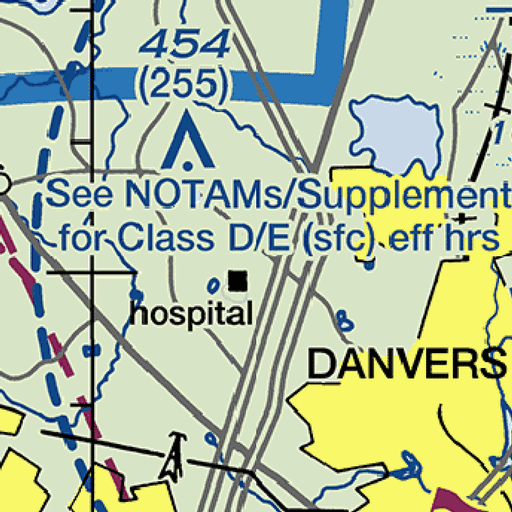 454
(255)
See NOTAMs/Supplement
for Class D/E (sfc) eff hrs
hospital
DANVERS